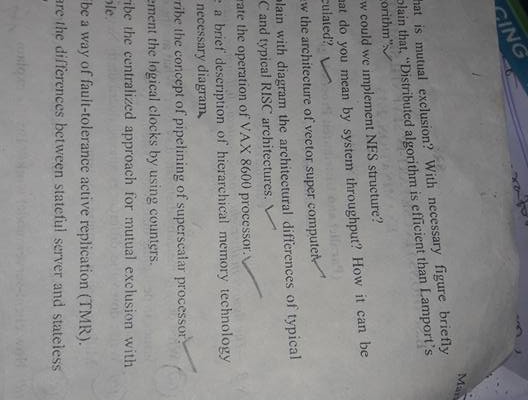 CING
Mar
hat is mutual exclusion? With necessary figure briefly
plain that, "Distributed algorithm is efficient than Lamport's
orithm".
w could we implement NFS structure?
at do you mean by system throughput? How it can be
culated?
w the architecture of vector super computer
lain with diagram the architectural differences of typical
C and typical RISC architectures.
rate the operation of VAX 8600 processor.
e a brief description of hierarchical memory technology
necessary diagram
ribe the concept of pipelining of superscalar processor.
ement the logical clocks by using counters.
ribe the centralized approach for mutual exclusion with
ple.
be a way of fault-tolerance active replication (TMR).
are the differences between stateful server and stateless